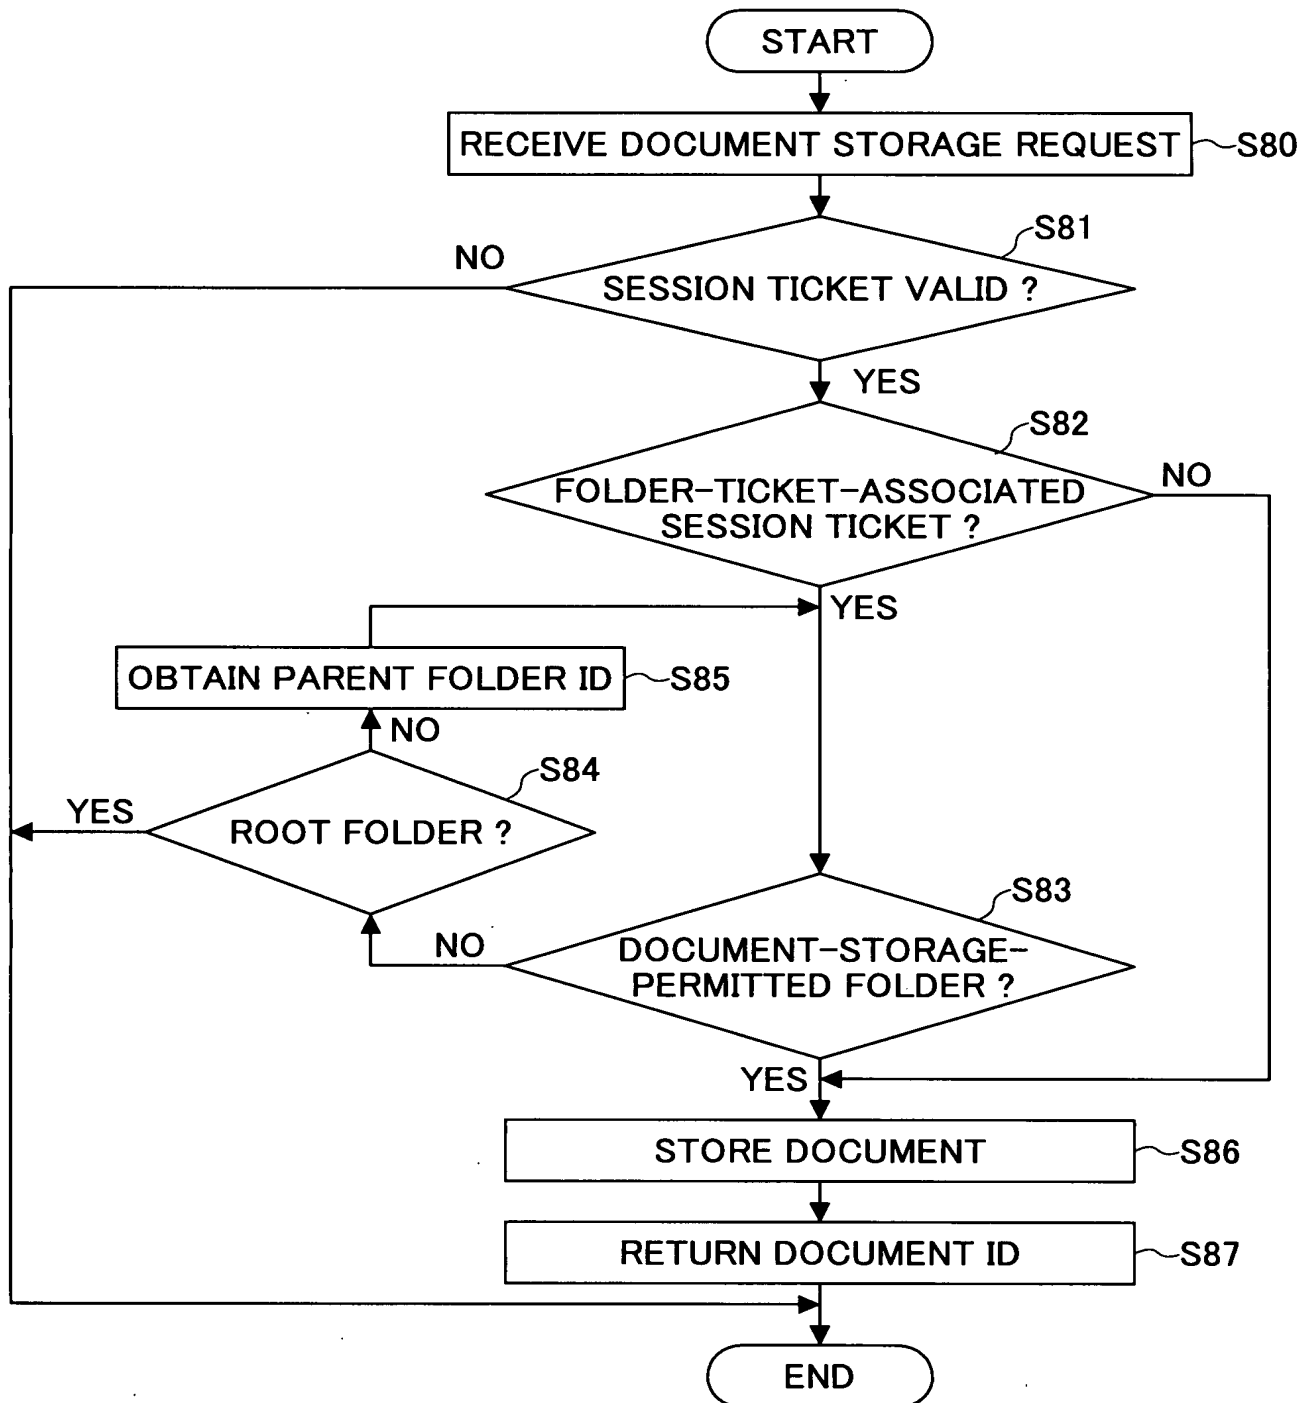 START
RECEIVE DOCUMENT STORAGE REQUEST
S80
S81
NO
SESSION TICKET VALID ?
YES
S82
NO
FOLDER-TICKET-ASSOCIATED
SESSION TICKET ?
YES
OBTAIN PARENT FOLDER ID
S85
NO
S84
YES
ROOT FOLDER ?
S83
NO
DOCUMENT-STORAGE-
PERMITTED FOLDER ?
YES
STORE DOCUMENT
S86
RETURN DOCUMENT ID
S87
END